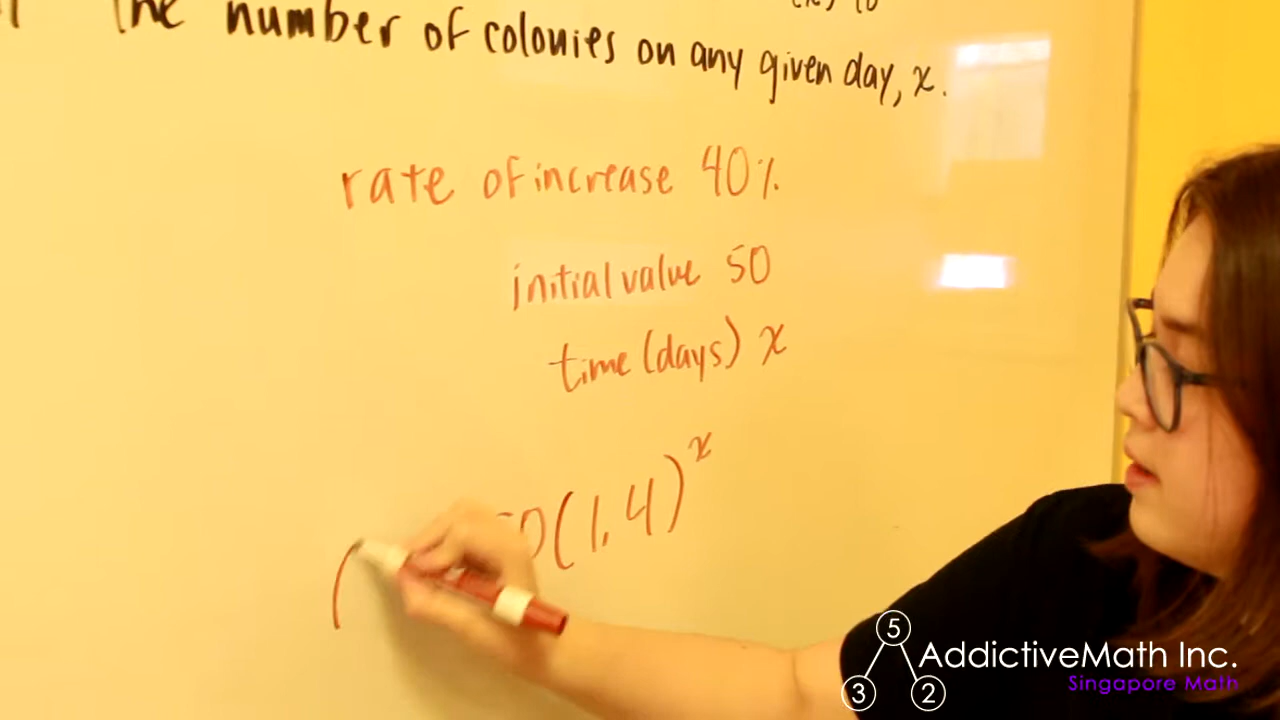 the number of colonies on any given day, x.
rate of increase 40%
initial value 50
time (days) x
50(1.4)^x
5
3
2
AddictiveMath Inc.
Singapore Math